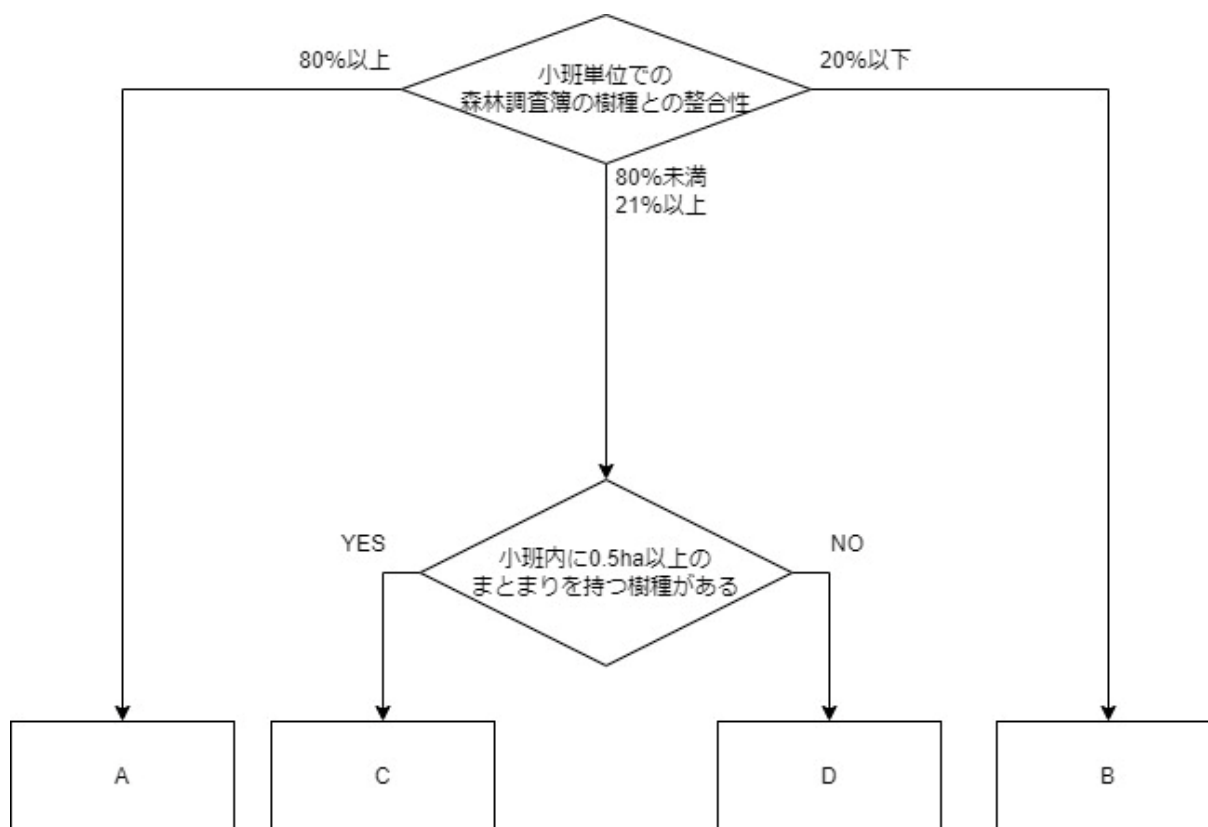 80%以上
小班単位での
森林調査簿の樹種との整合性
20%以下
80%未満
21%以上
YES
小班内に0.5ha以上の
まとまりを持つ樹種がある
NO
A
C
D
B